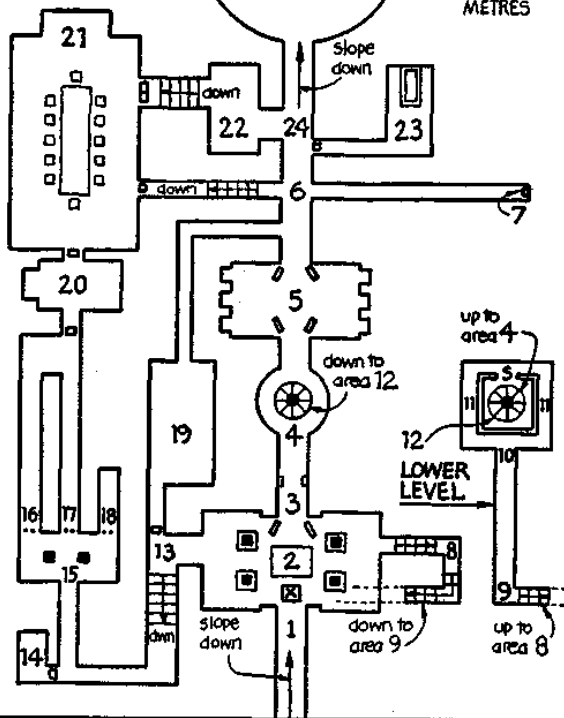 METRES
21
slope
down
down
22
24
23
down
6
7
20
5
up to
area 4
down to
area 12
S
11
11
12
19
4
10
LOWER
LEVEL
3
16
17
18
13
2
8
15
9
dwn
slope
down
1
down to
area 9
up to
area 8
14